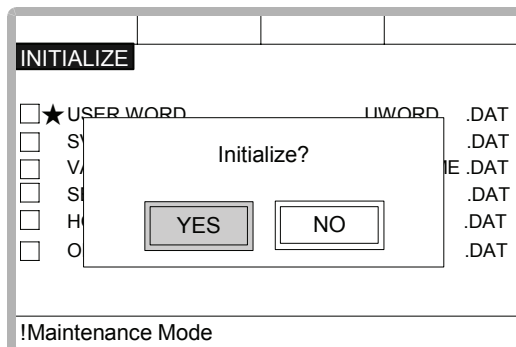 INITIALIZE
★USER WORD UWORD .DAT
.DAT
.DAT
.DAT
.DAT
.DAT
Initialize?
YES NO
!Maintenance Mode